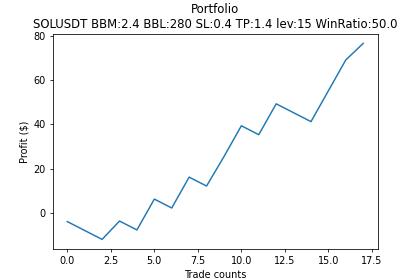 Portfolio
SOLUSDT BBM:2.4 BBL:280 SL:0.4 TP:1.4 lev:15 WinRatio:50.0
80
60
40
20
0
Profit ($)
0.0 2.5 5.0 7.5 10.0 12.5 15.0 17.5
Trade counts